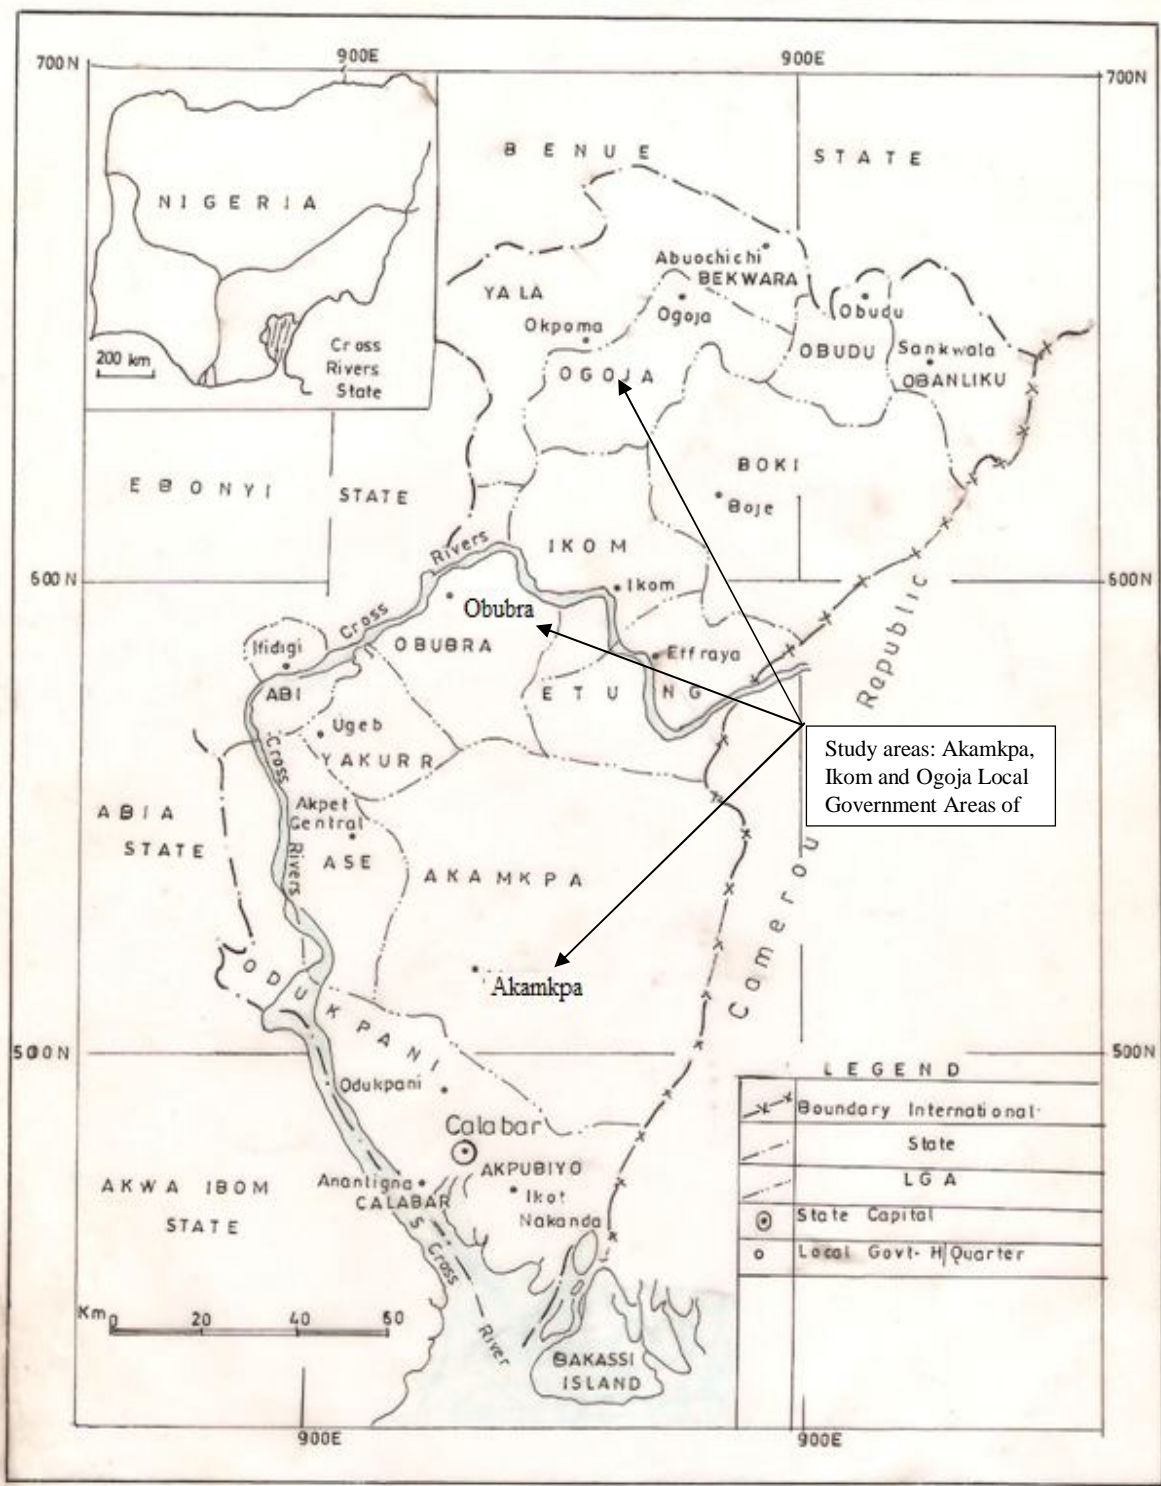 900E
900E
700N
700N
BENUE STATE
NIGERIA
200 km
Cross
Rivers
State
Abuochichi
BEKWARA
YALA
Ogoja
Obudu
Okpoma
OBUDU
Sankwala
OGOJA
OBANLIKU
BOKI
EBONYI STATE
Boje
Rivers
IKOM
600N
600N
Ikom
Cross
Obubra
OBUBRA
Ifidigi
Effraya
Rapublic
ABI
ETUNG
Ugeb
Cross
YAKURR
Study areas: Akamkpa,
Ikom and Ogoja Local
Government Areas of
Akpet
Central
ABIA
STATE
Rivers
ASE
AKAMKPA
Camerou
ODUKPANI
Akamkpa
500N
500N
LEGEND
Odukpani
Boundary International
Calabar
State
AKPUBIYO
LGA
AKWA IBOM
STATE
Anantigna
CALABAR
S
Ikot
Nakanda
State Capital
Local Govt- H|Quarter
Cross
River
Km 0 20 40 60
BAKASSI
ISLAND
900E
900E